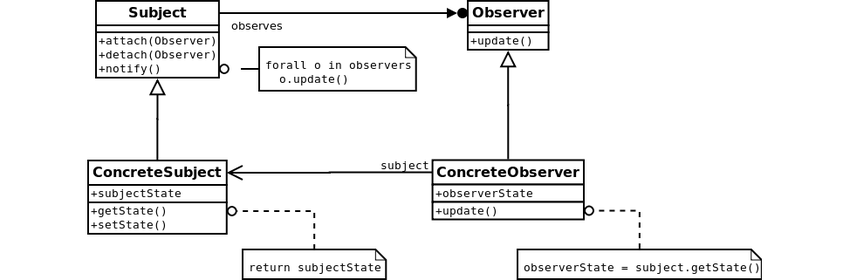 Subject
+attach(Observer)
+detach(Observer)
+notify()
observes
Observer
+update()
forall o in observers
o.update()
ConcreteSubject
+subjectState
+getState()
+setState()
subject
ConcreteObserver
+observerState
+update()
return subjectState
observerState = subject.getState()